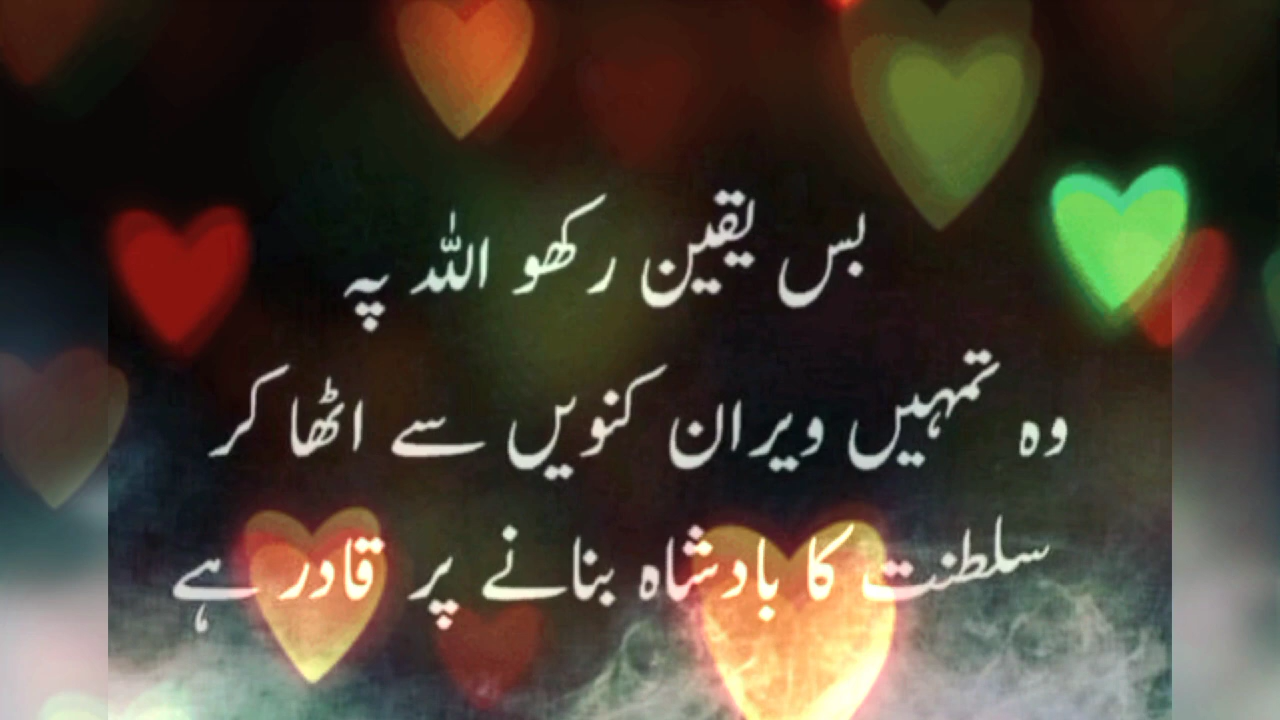 بس یقین رکھو اللہ پہ
وہ تمہیں ویران کنویں سے اٹھا کر
سلطنت کا بادشاہ بنانے پر قادر ہے